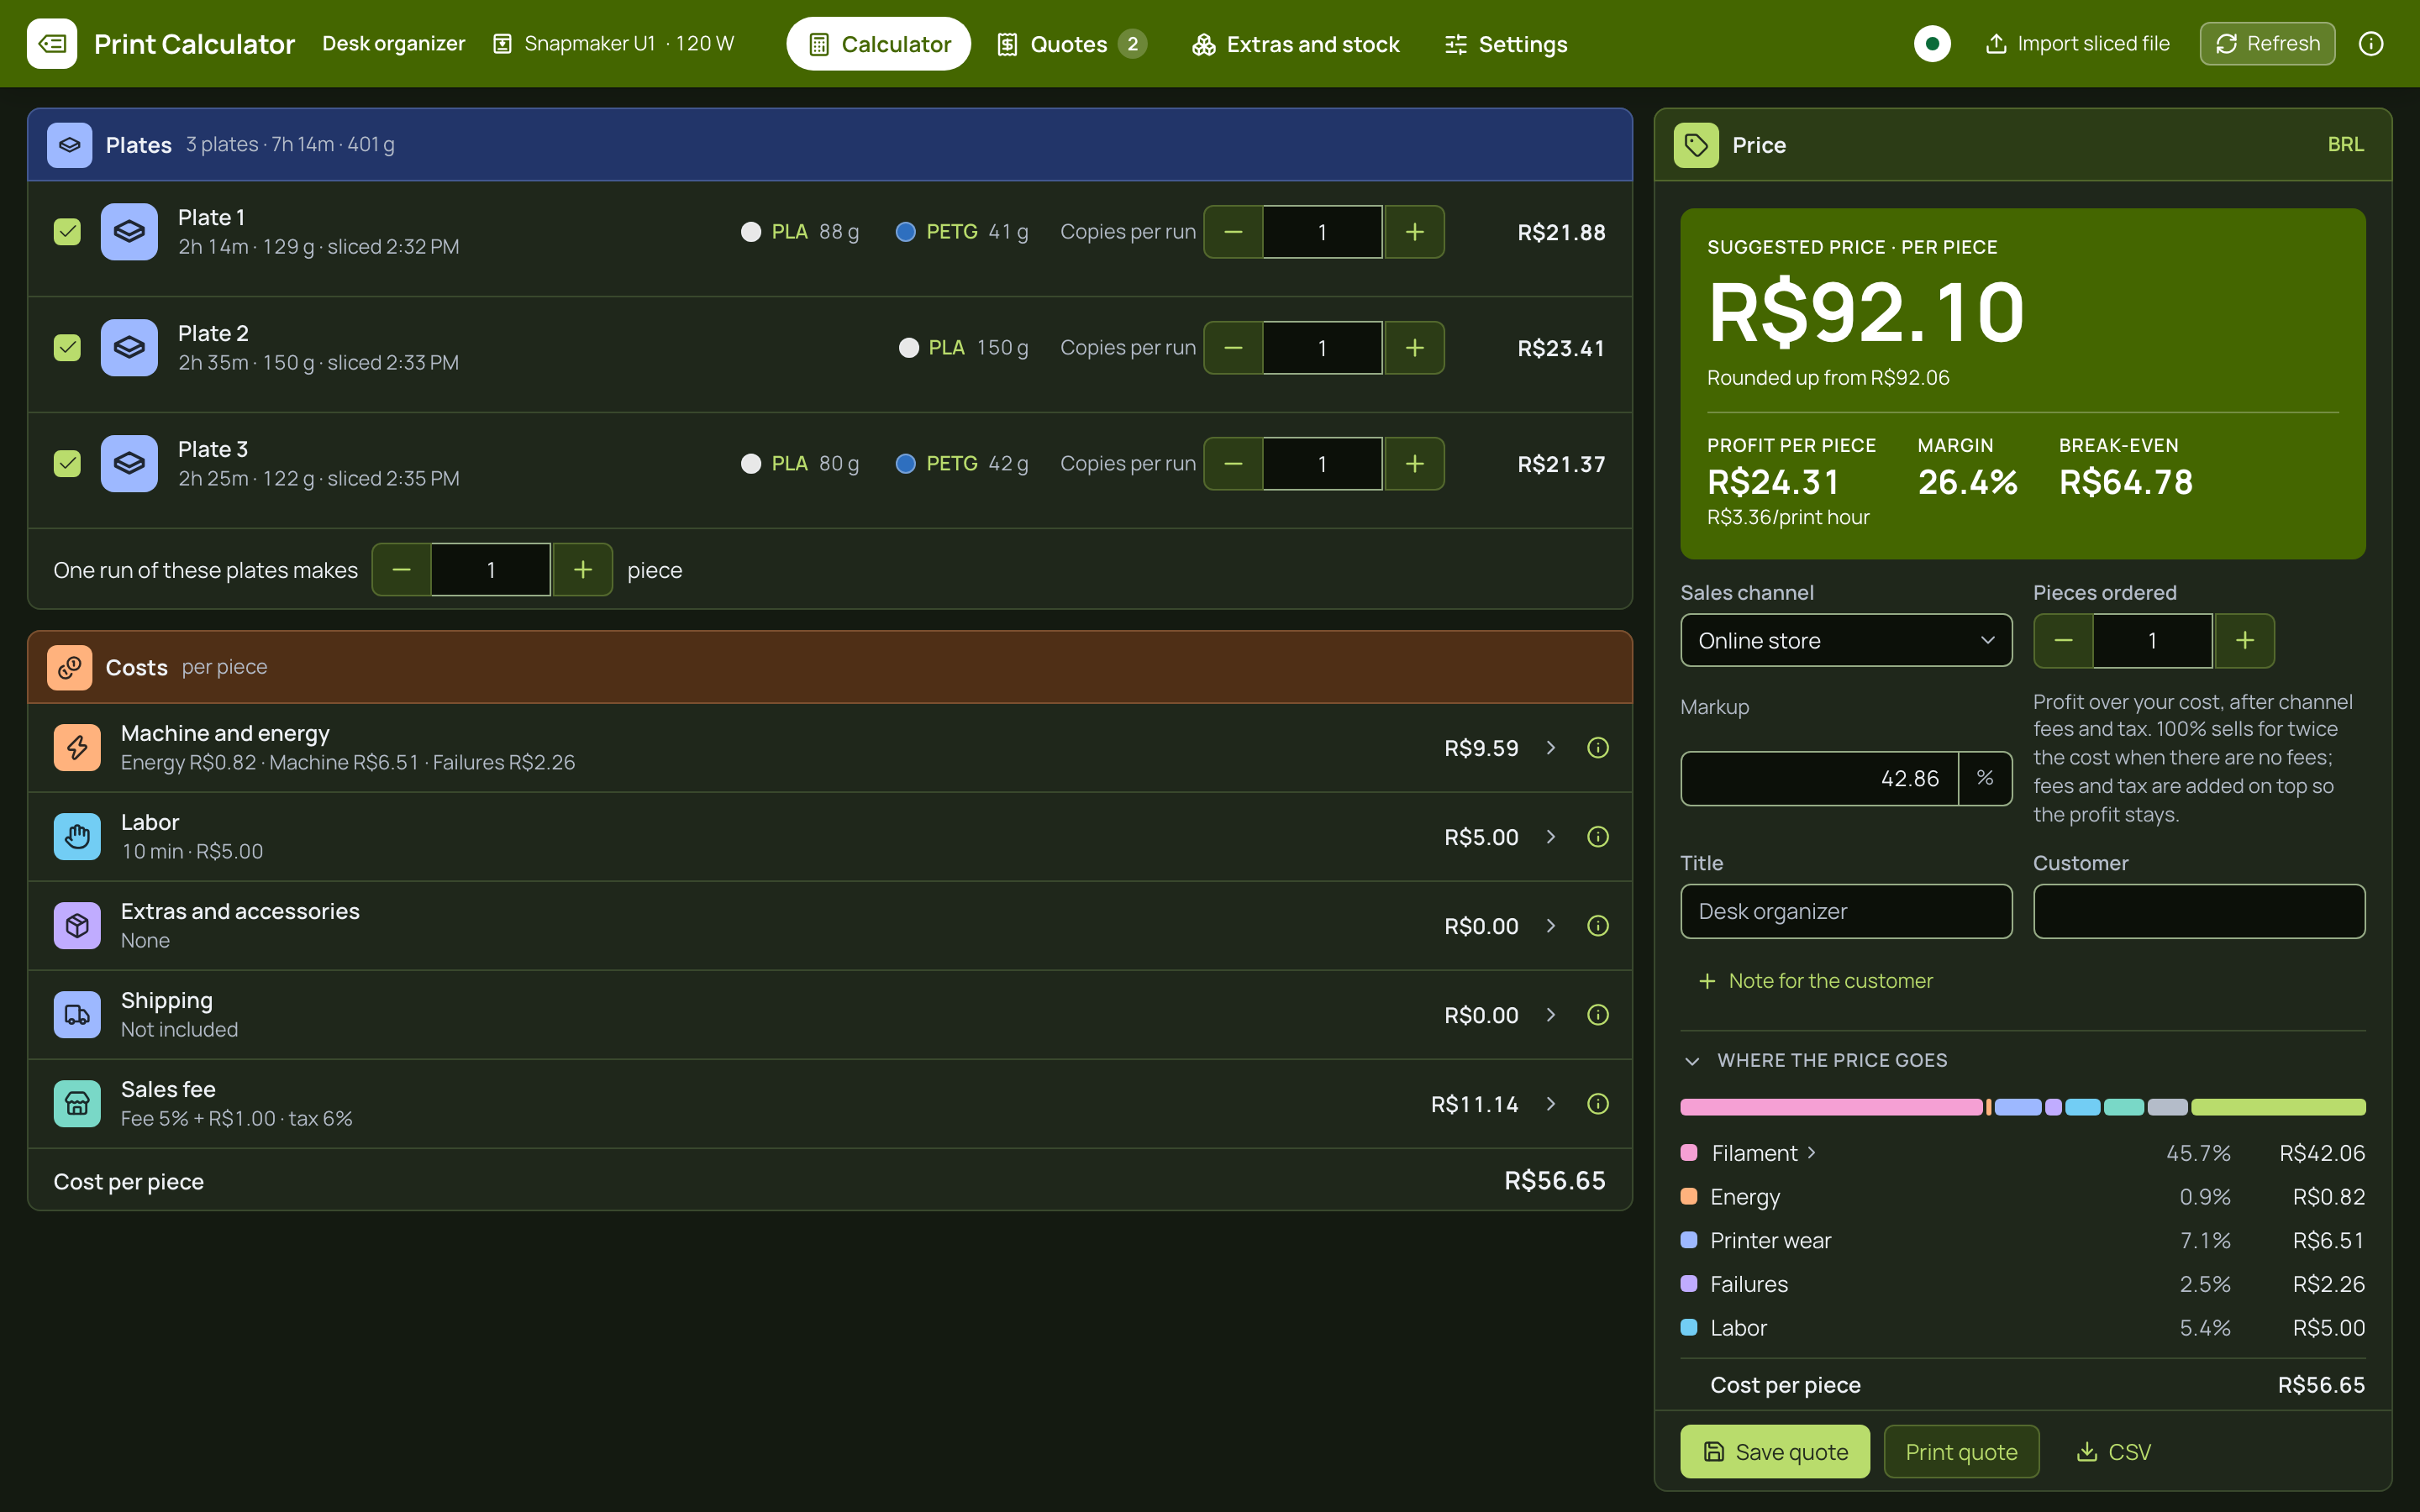 Print Calculator
Desk organizer
Snapmaker U1 · 120 W
Calculator
Quotes 2
Extras and stock
Settings
Import sliced file
Refresh
Plates 3 plates · 7h 14m · 401 g
Plate 1
2h 14m · 129 g · sliced 2:32 PM
PLA 88 g PETG 41 g Copies per run − 1 + R$21.88
Plate 2
2h 35m · 150 g · sliced 2:33 PM
PLA 150 g Copies per run − 1 + R$23.41
Plate 3
2h 25m · 122 g · sliced 2:35 PM
PLA 80 g PETG 42 g Copies per run − 1 + R$21.37
One run of these plates makes − 1 + piece
Costs per piece
Machine and energy
Energy R$0.82 · Machine R$6.51 · Failures R$2.26
R$9.59
Labor
10 min · R$5.00
R$5.00
Extras and accessories
None
R$0.00
Shipping
Not included
R$0.00
Sales fee
Fee 5% + R$1.00 · tax 6%
R$11.14
Cost per piece R$56.65
Price BRL
SUGGESTED PRICE · PER PIECE
R$92.10
Rounded up from R$92.06
PROFIT PER PIECE MARGIN BREAK-EVEN
R$24.31 26.4% R$64.78
R$3.36/print hour
Sales channel Pieces ordered
Online store − 1 +
Markup
42.86 %
Profit over your cost, after channel
fees and tax. 100% sells for twice
the cost when there are no fees;
fees and tax are added on top so
the profit stays.
Title Customer
Desk organizer
+ Note for the customer
WHERE THE PRICE GOES
Filament 45.7% R$42.06
Energy 0.9% R$0.82
Printer wear 7.1% R$6.51
Failures 2.5% R$2.26
Labor 5.4% R$5.00
Cost per piece R$56.65
Save quote
Print quote
CSV